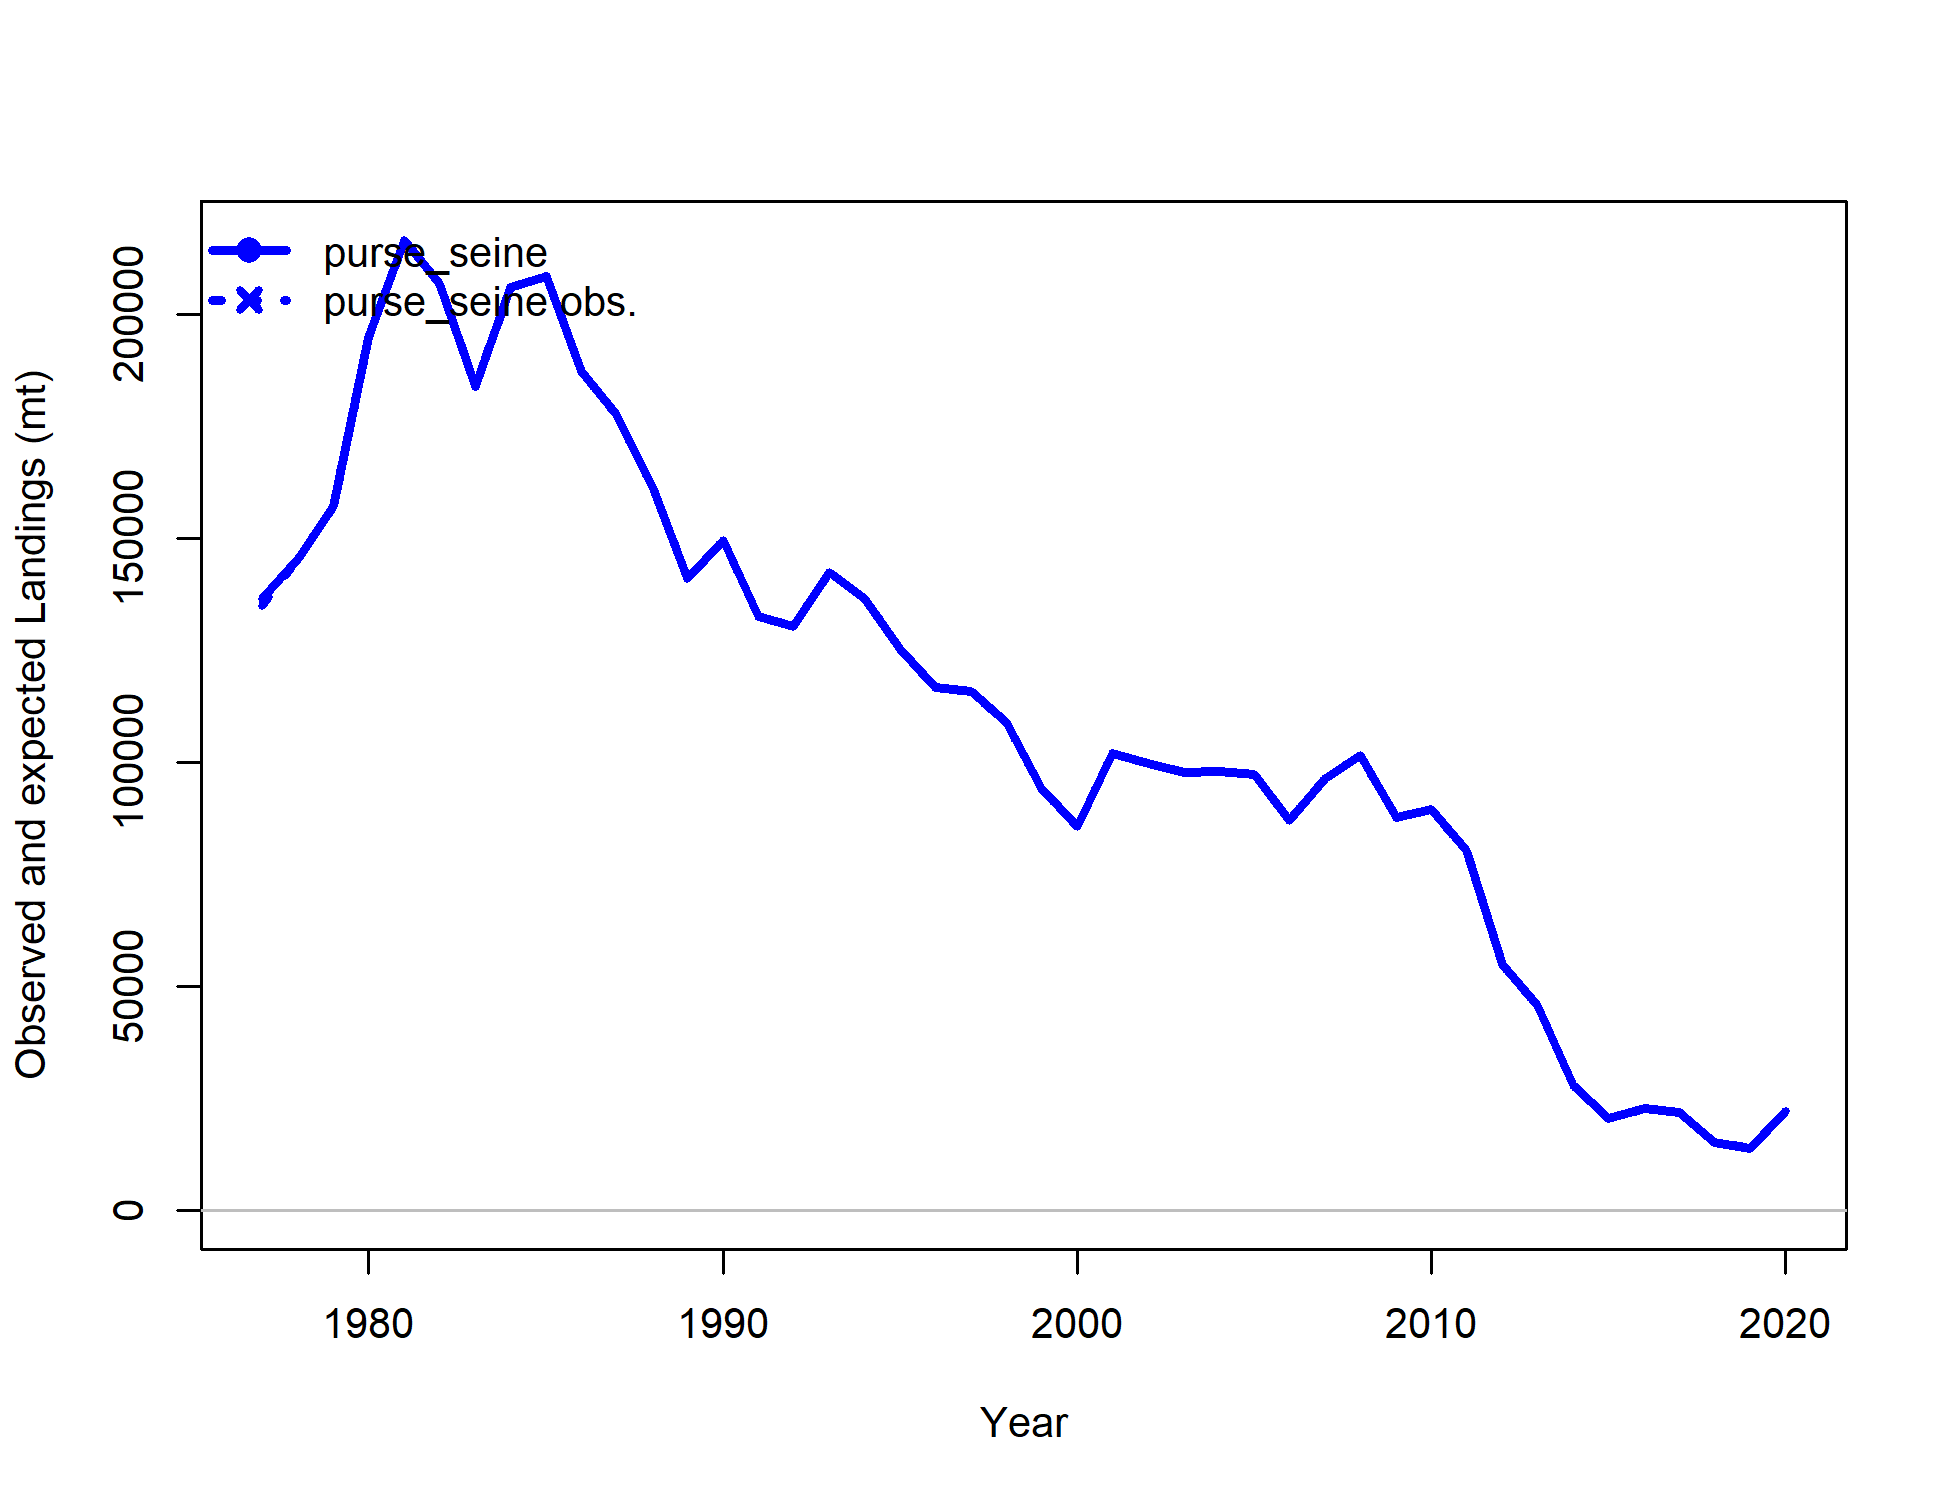 purse_seine
purse_seine obs.
Observed and expected Landings (mt)
200000
150000
100000
50000
0
1980 1990 2000 2010 2020
Year